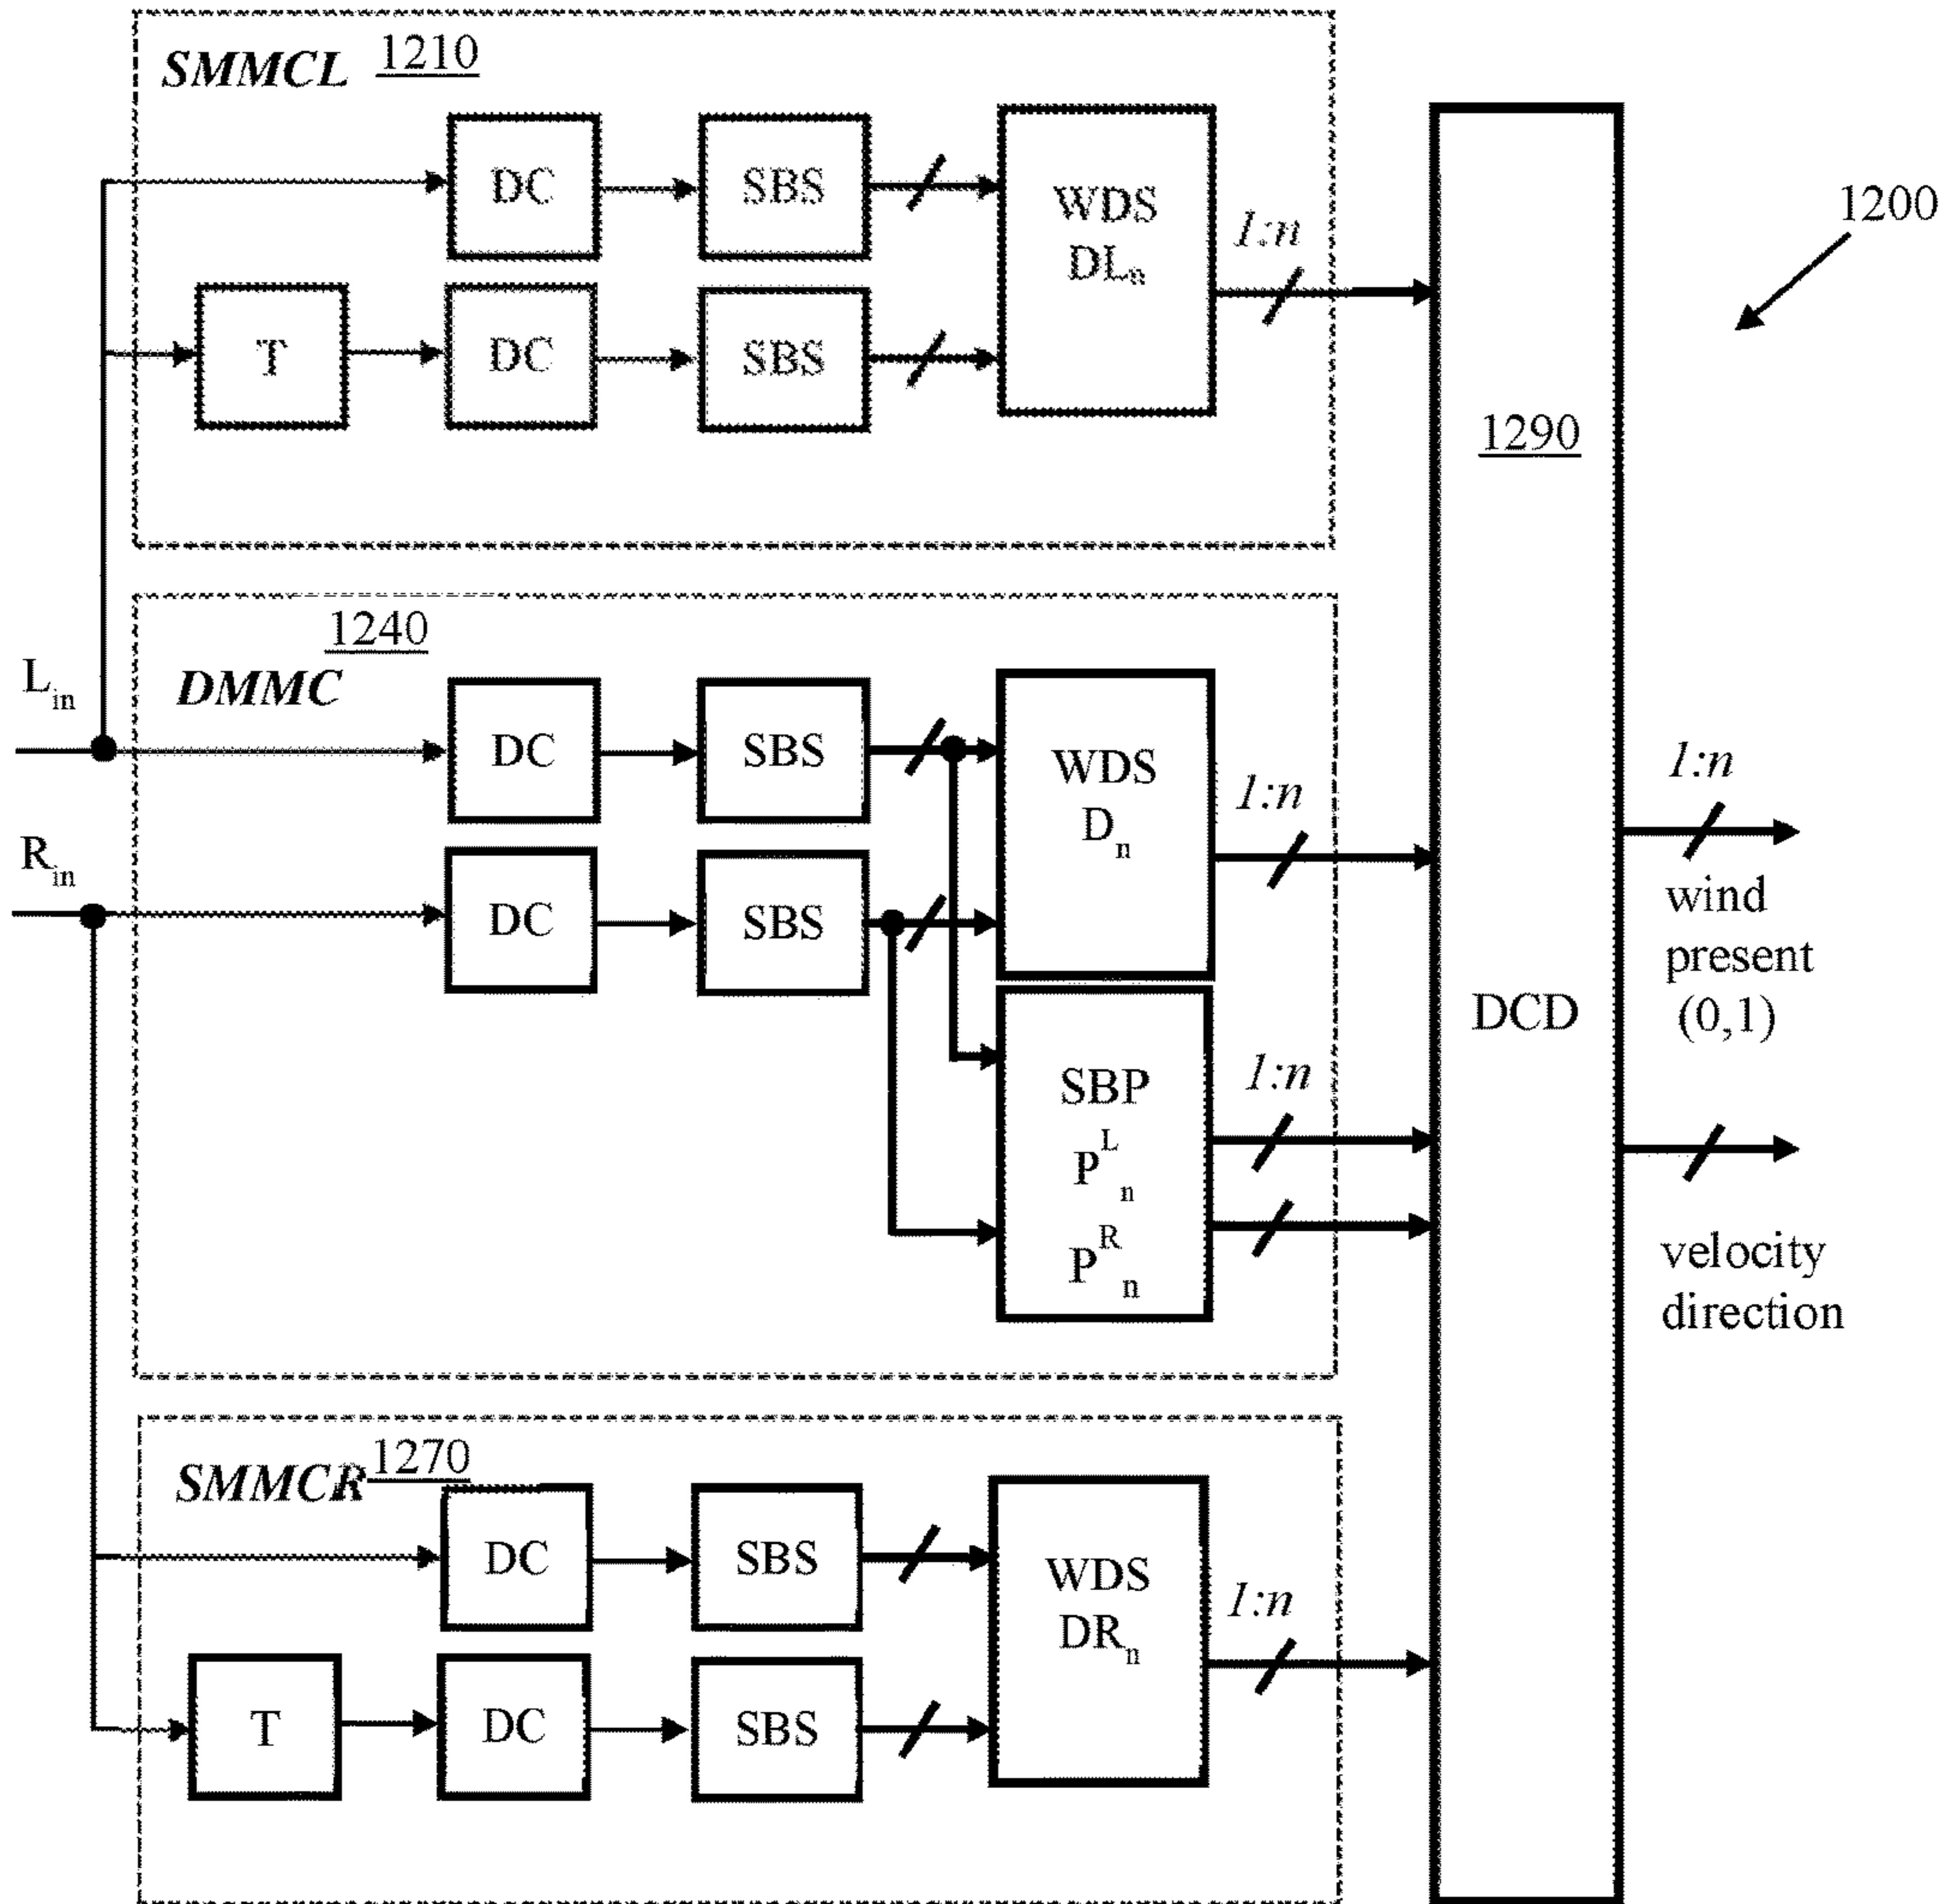 SMMCL 1210
DC
SBS
WDS
DLn
1:n
T
DC
SBS
1200
1290
DCD
Lin
Rin
DMMC 1240
DC
SBS
WDS
Dn
1:n
DC
SBS
SBP
P^L_n
P^R_n
1:n
1:n
wind
present
(0,1)
velocity
direction
SMMCR 1270
DC
SBS
WDS
DRn
1:n
T
DC
SBS